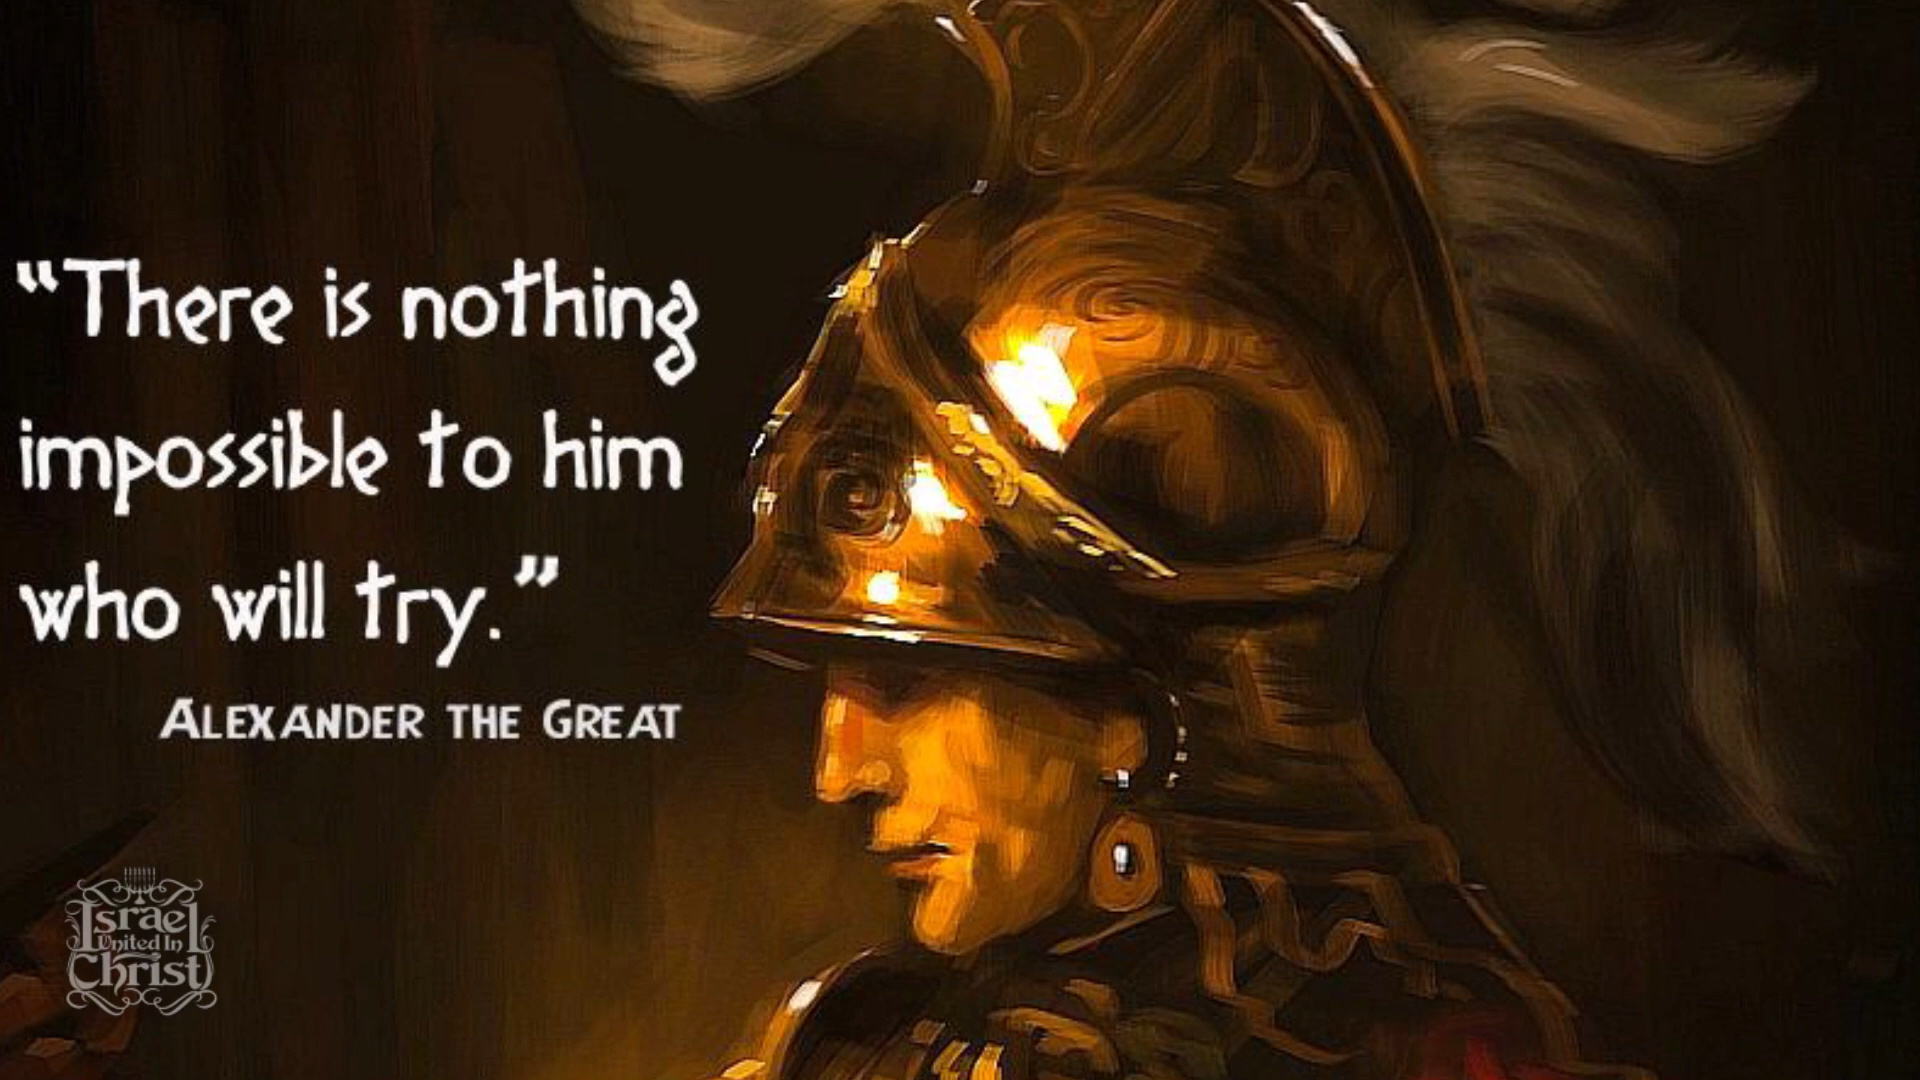 “There is nothing
impossible to him
who will try.”
Alexander the Great
Israel
United In
Christ